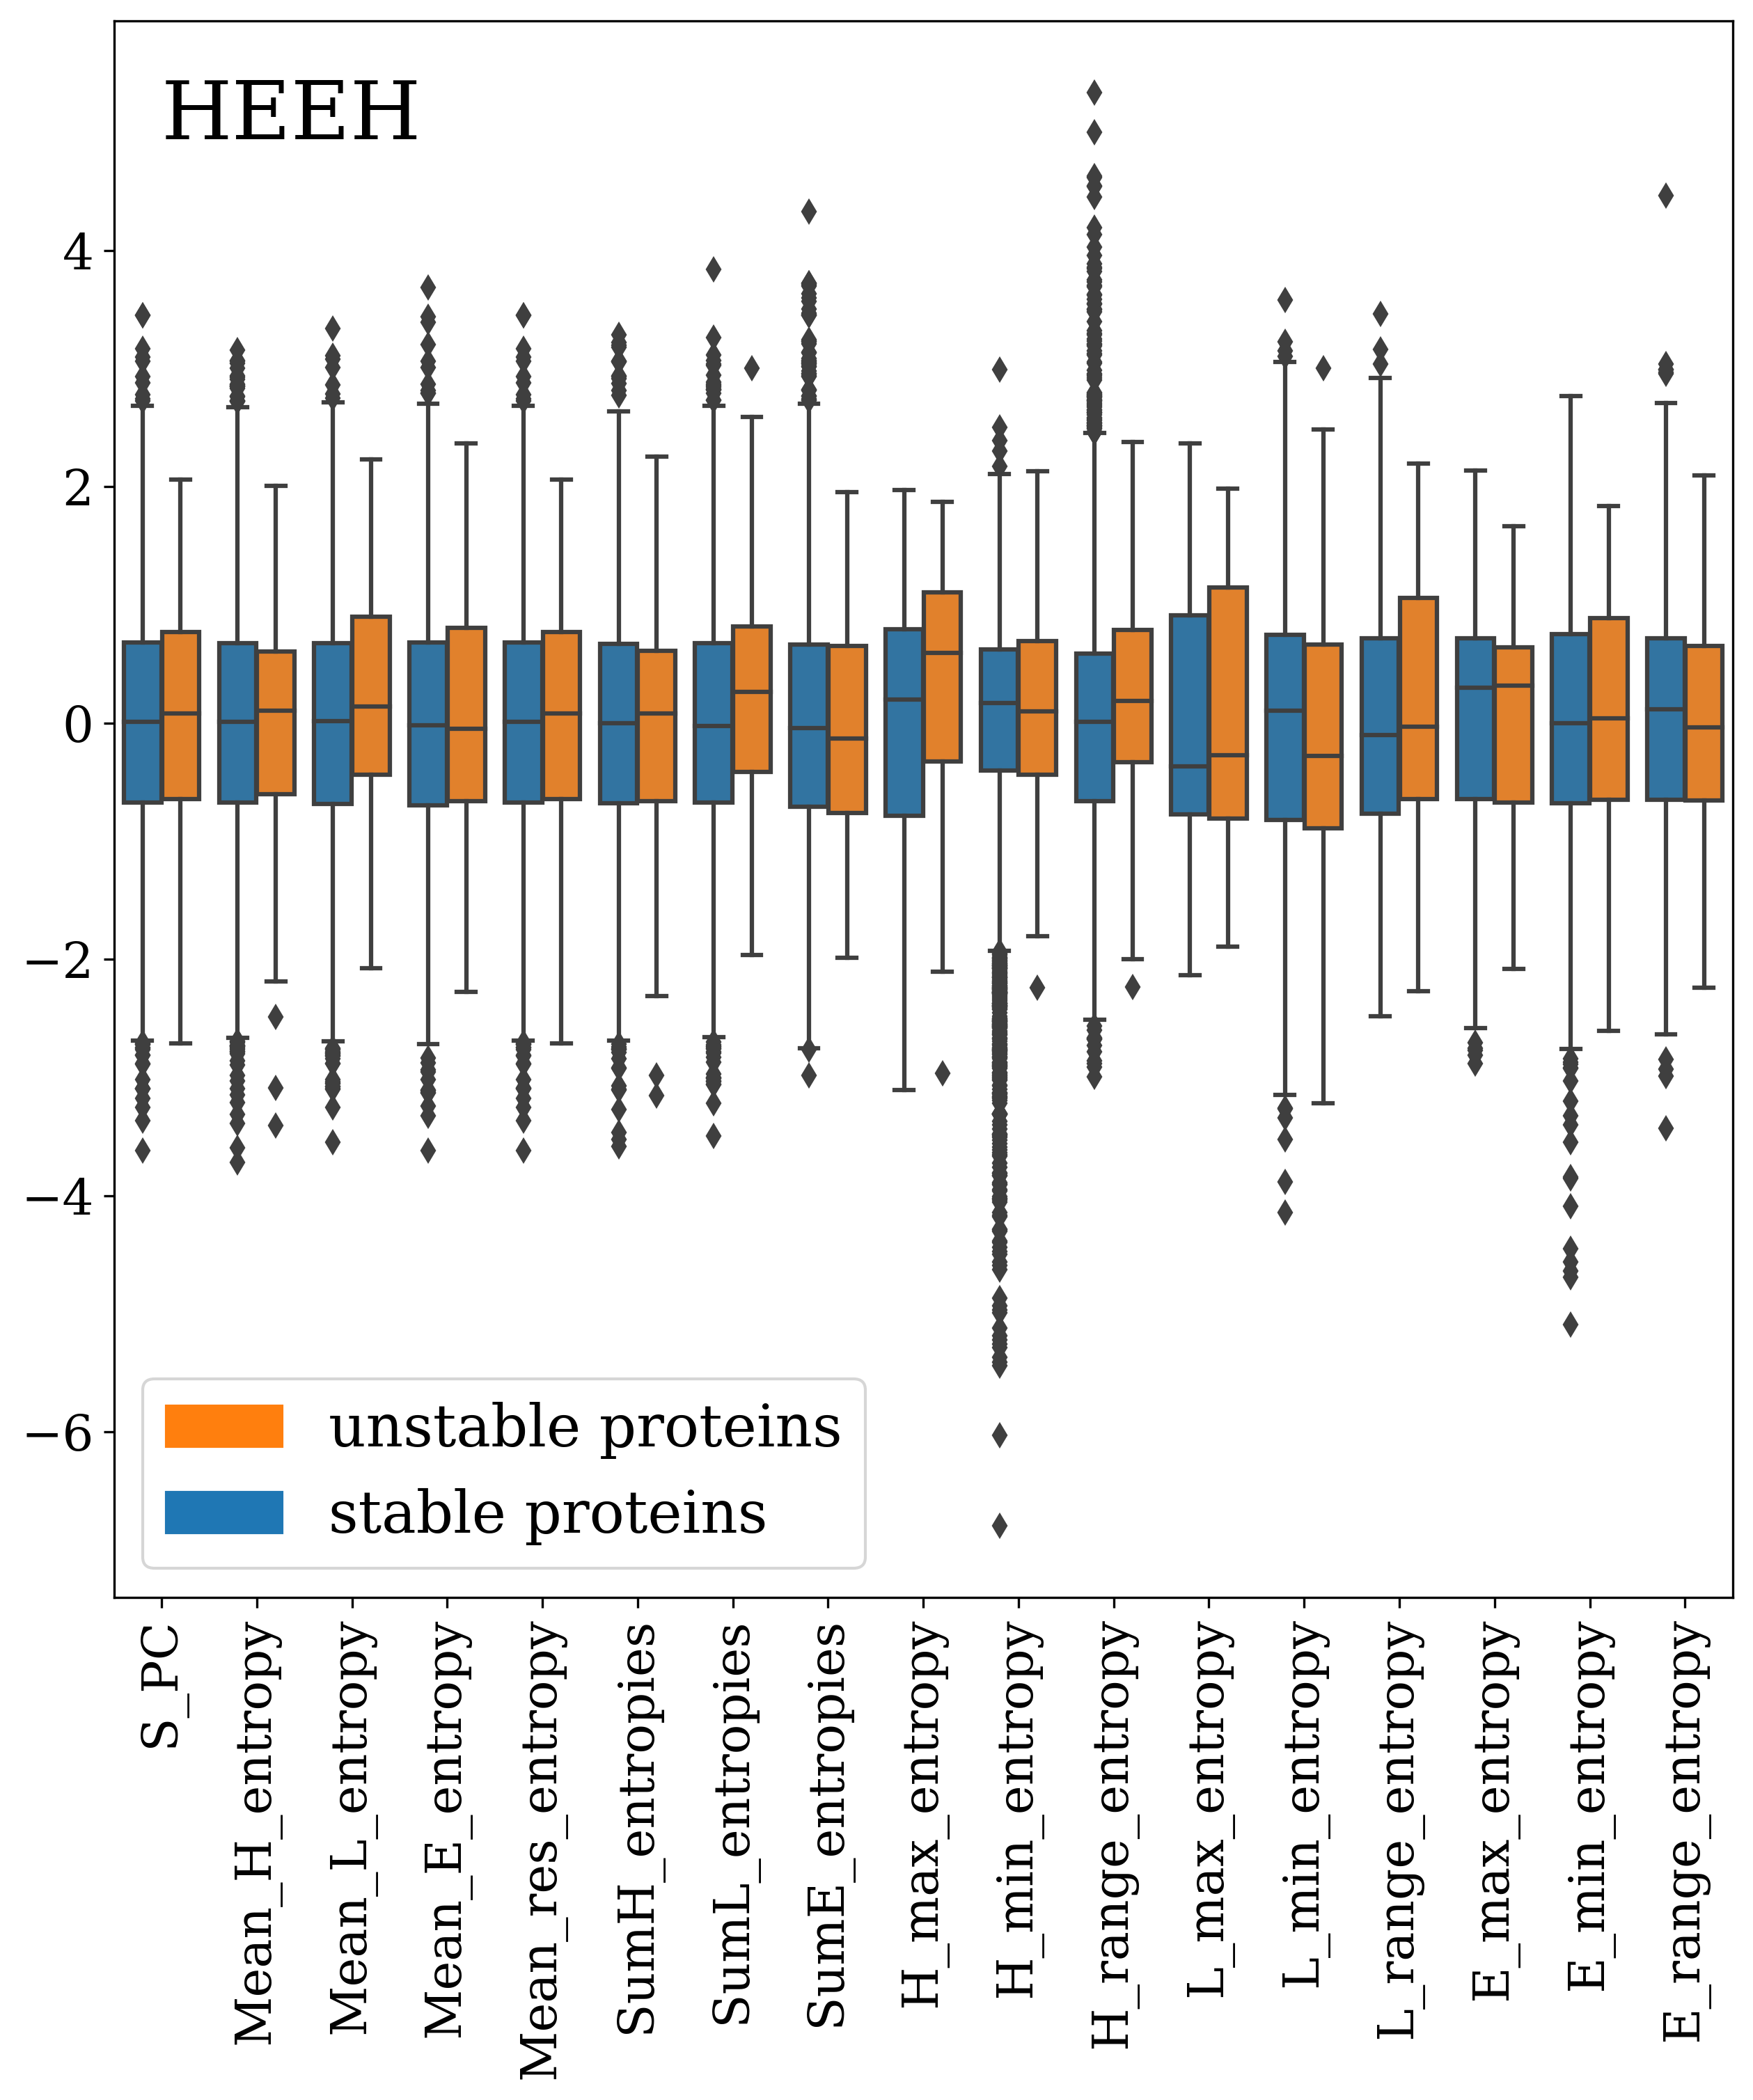 HEEH
4
2
0
−2
−4
−6
unstable proteins
stable proteins
S_PC
Mean_H_entropy
Mean_L_entropy
Mean_E_entropy
Mean_res_entropy
SumH_entropies
SumL_entropies
SumE_entropies
H_max_entropy
H_min_entropy
H_range_entropy
L_max_entropy
L_min_entropy
L_range_entropy
E_max_entropy
E_min_entropy
E_range_entropy